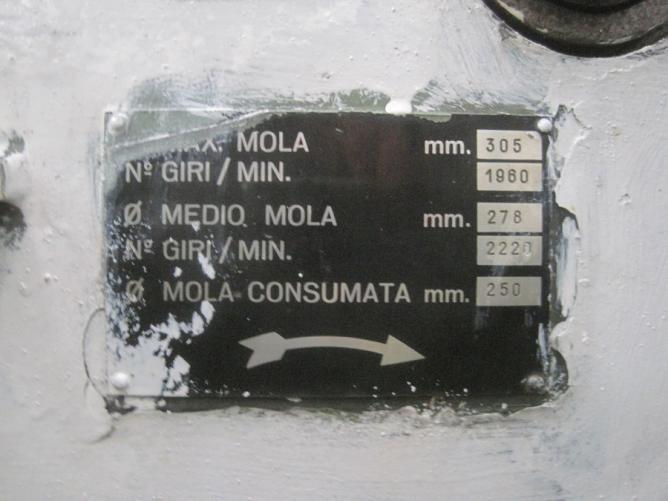 MAX. MOLA mm. 305
Nº GIRI / MIN. 1960
Ø MEDIO MOLA mm. 278
Nº GIRI / MIN. 2220
Ø MOLA CONSUMATA mm. 250